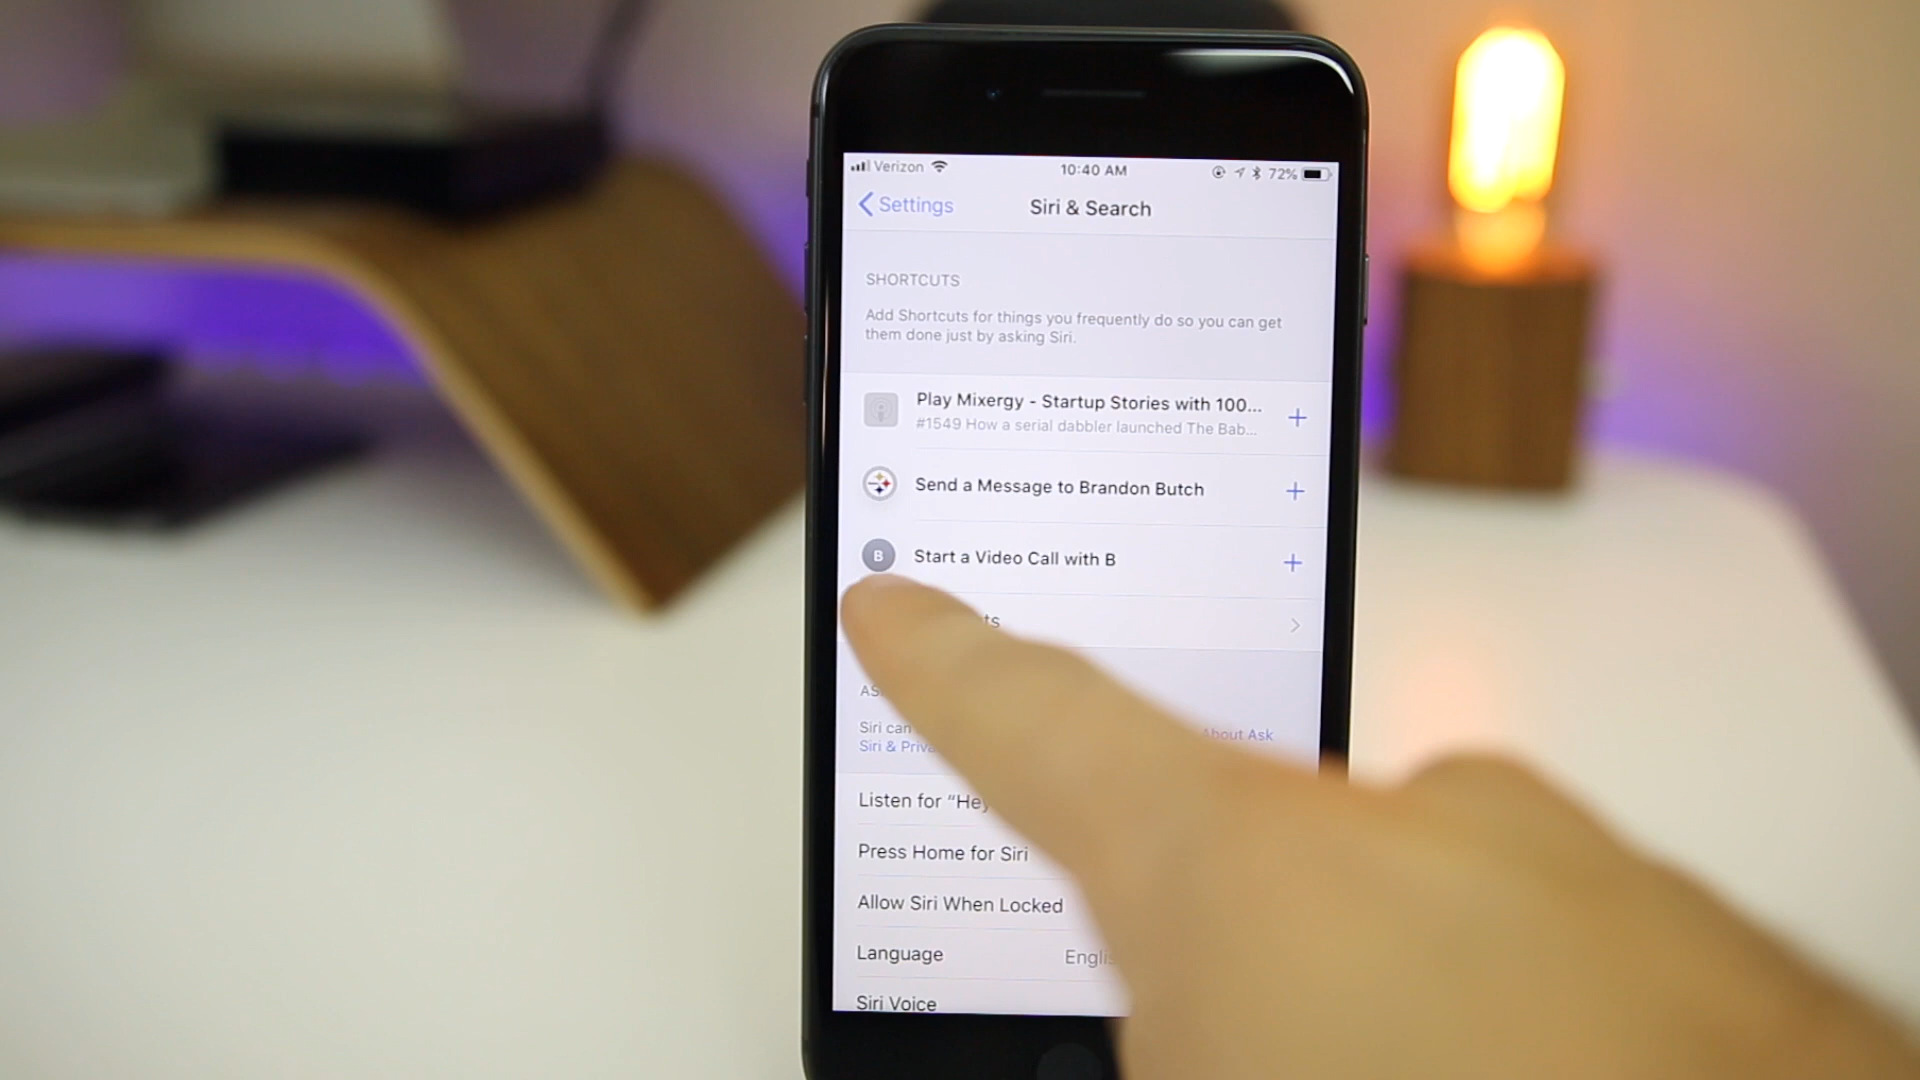 Verizon 10:40 AM 72%
Settings Siri & Search
SHORTCUTS
Add Shortcuts for things you frequently do so you can get
them done just by asking Siri.
Play Mixergy - Startup Stories with 100...
#1549 How a serial dabbler launched The Bab...
Send a Message to Brandon Butch
B Start a Video Call with B
Siri can About Ask
Siri &
Listen for “Hey
Press Home for Siri
Allow Siri When Locked
Language
Siri Voice